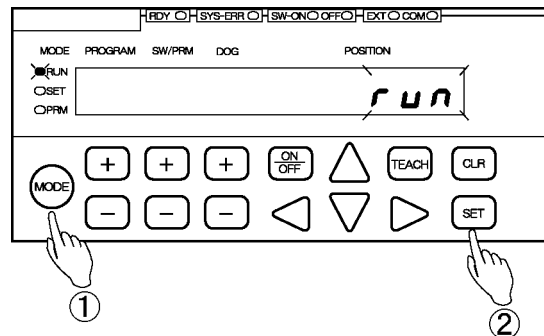 RDY SYS-ERR SW-ON OFF EXT COM
MODE PROGRAM SW/PRM DOG POSITION
RUN
SET
PRM
run
MODE + + + ON/OFF TEACH CLR
- - - SET
① ②